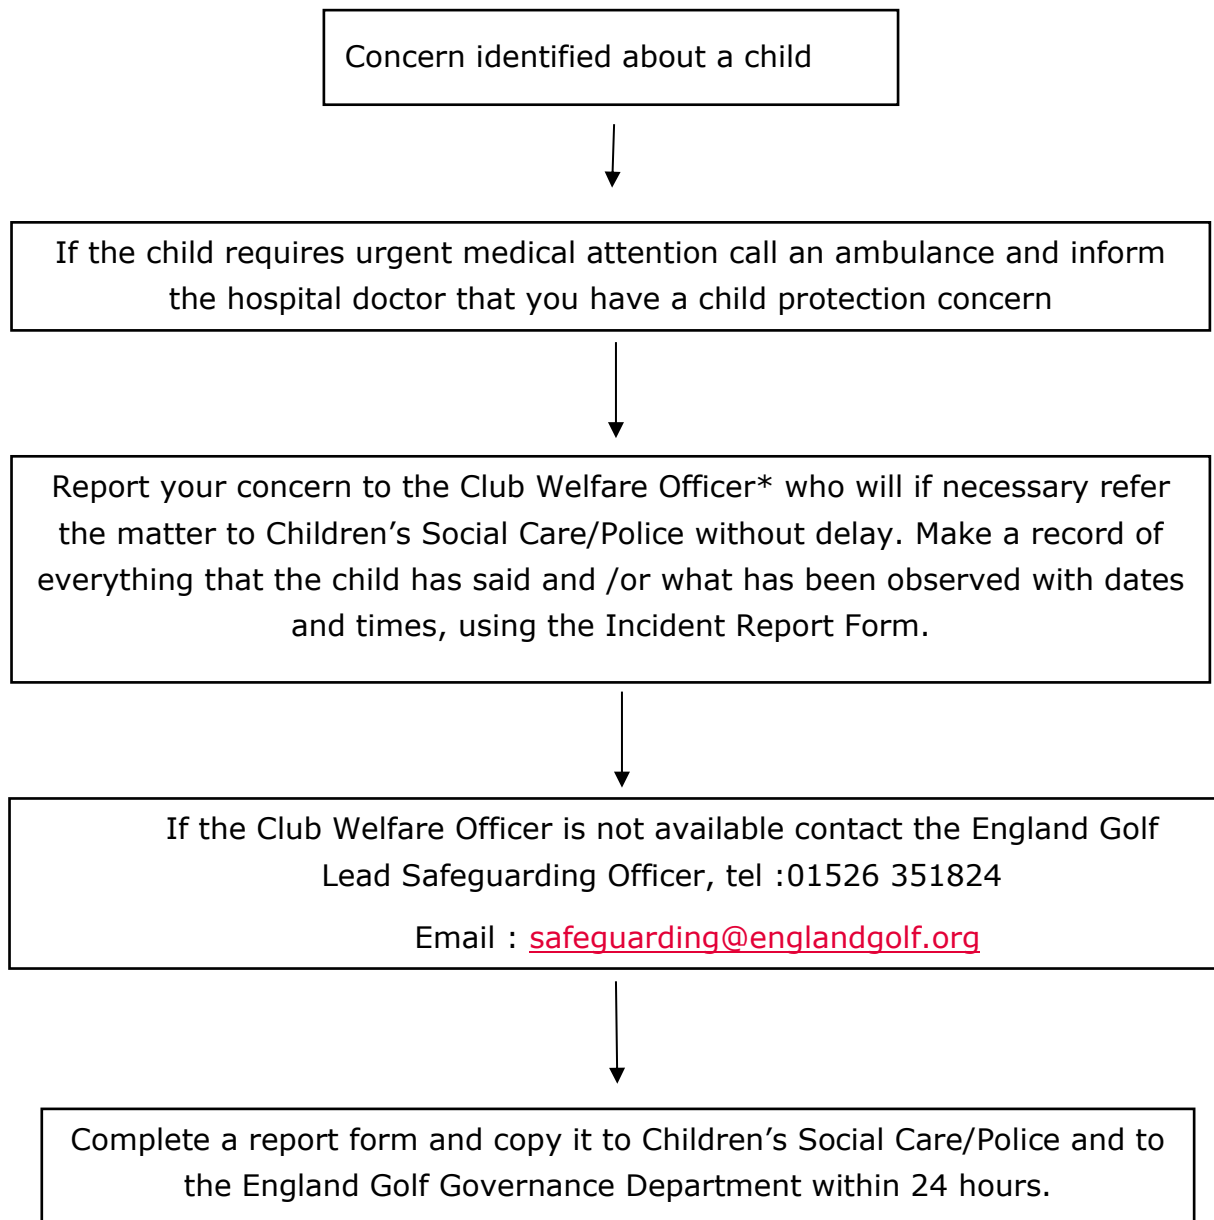 Concern identified about a child
If the child requires urgent medical attention call an ambulance and inform
the hospital doctor that you have a child protection concern
Report your concern to the Club Welfare Officer* who will if necessary refer
the matter to Children’s Social Care/Police without delay. Make a record of
everything that the child has said and /or what has been observed with dates
and times, using the Incident Report Form.
If the Club Welfare Officer is not available contact the England Golf
Lead Safeguarding Officer, tel :01526 351824
Email : safeguarding@englandgolf.org
Complete a report form and copy it to Children’s Social Care/Police and to
the England Golf Governance Department within 24 hours.